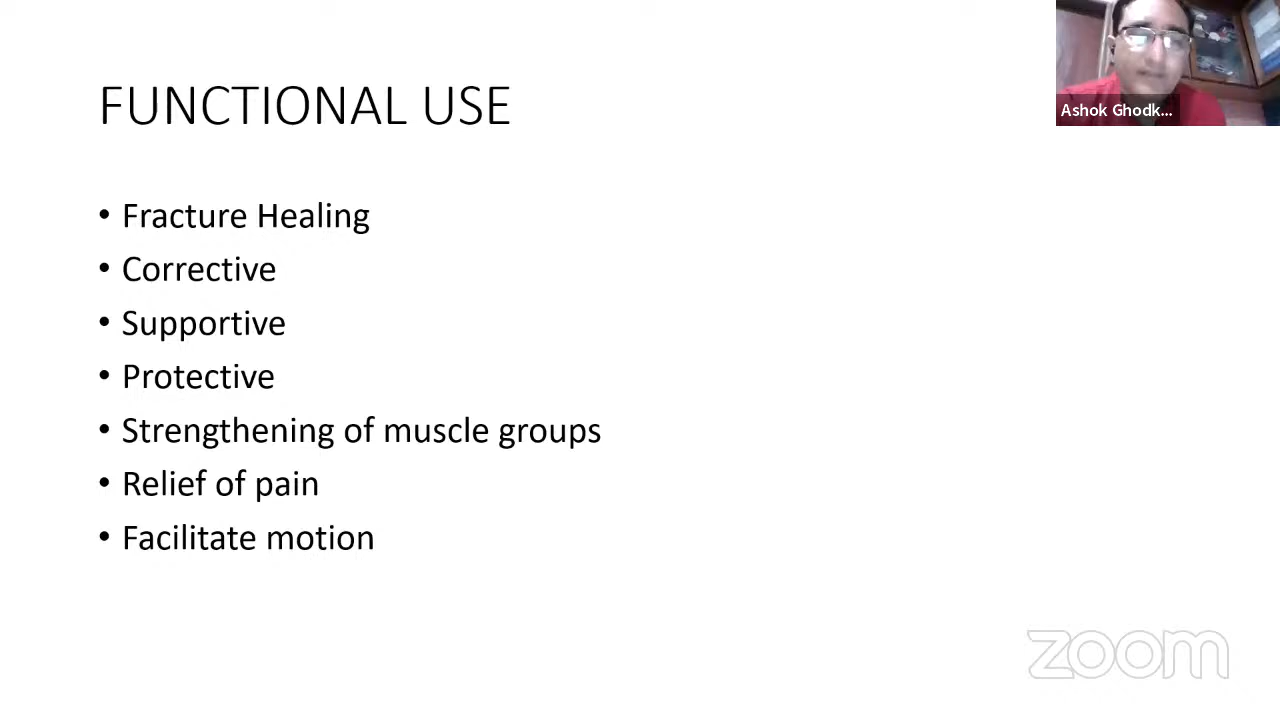 FUNCTIONAL USE
Ashok Ghodk...
• Fracture Healing
• Corrective
• Supportive
• Protective
• Strengthening of muscle groups
• Relief of pain
• Facilitate motion
zoom